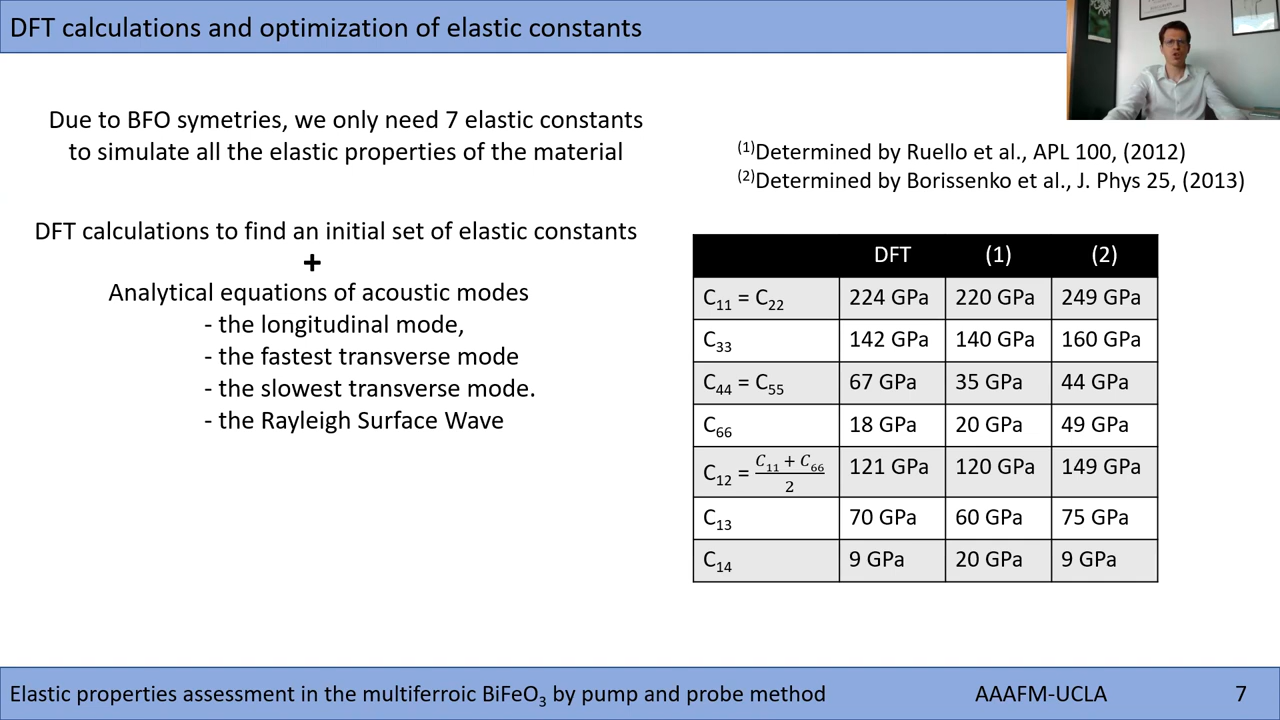 DFT calculations and optimization of elastic constants
Due to BFO symetries, we only need 7 elastic constants
to simulate all the elastic properties of the material
(1)Determined by Ruello et al., APL 100, (2012)
(2)Determined by Borissenko et al., J. Phys 25, (2013)
DFT calculations to find an initial set of elastic constants
+
Analytical equations of acoustic modes
- the longitudinal mode,
- the fastest transverse mode
- the slowest transverse mode.
- the Rayleigh Surface Wave
DFT (1) (2)
C11 = C22 224 GPa 220 GPa 249 GPa
C33 142 GPa 140 GPa 160 GPa
C44 = C55 67 GPa 35 GPa 44 GPa
C66 18 GPa 20 GPa 49 GPa
C12 = (C11 + C66)/2 121 GPa 120 GPa 149 GPa
C13 70 GPa 60 GPa 75 GPa
C14 9 GPa 20 GPa 9 GPa
Elastic properties assessment in the multiferroic BiFeO3 by pump and probe method AAAFM-UCLA 7